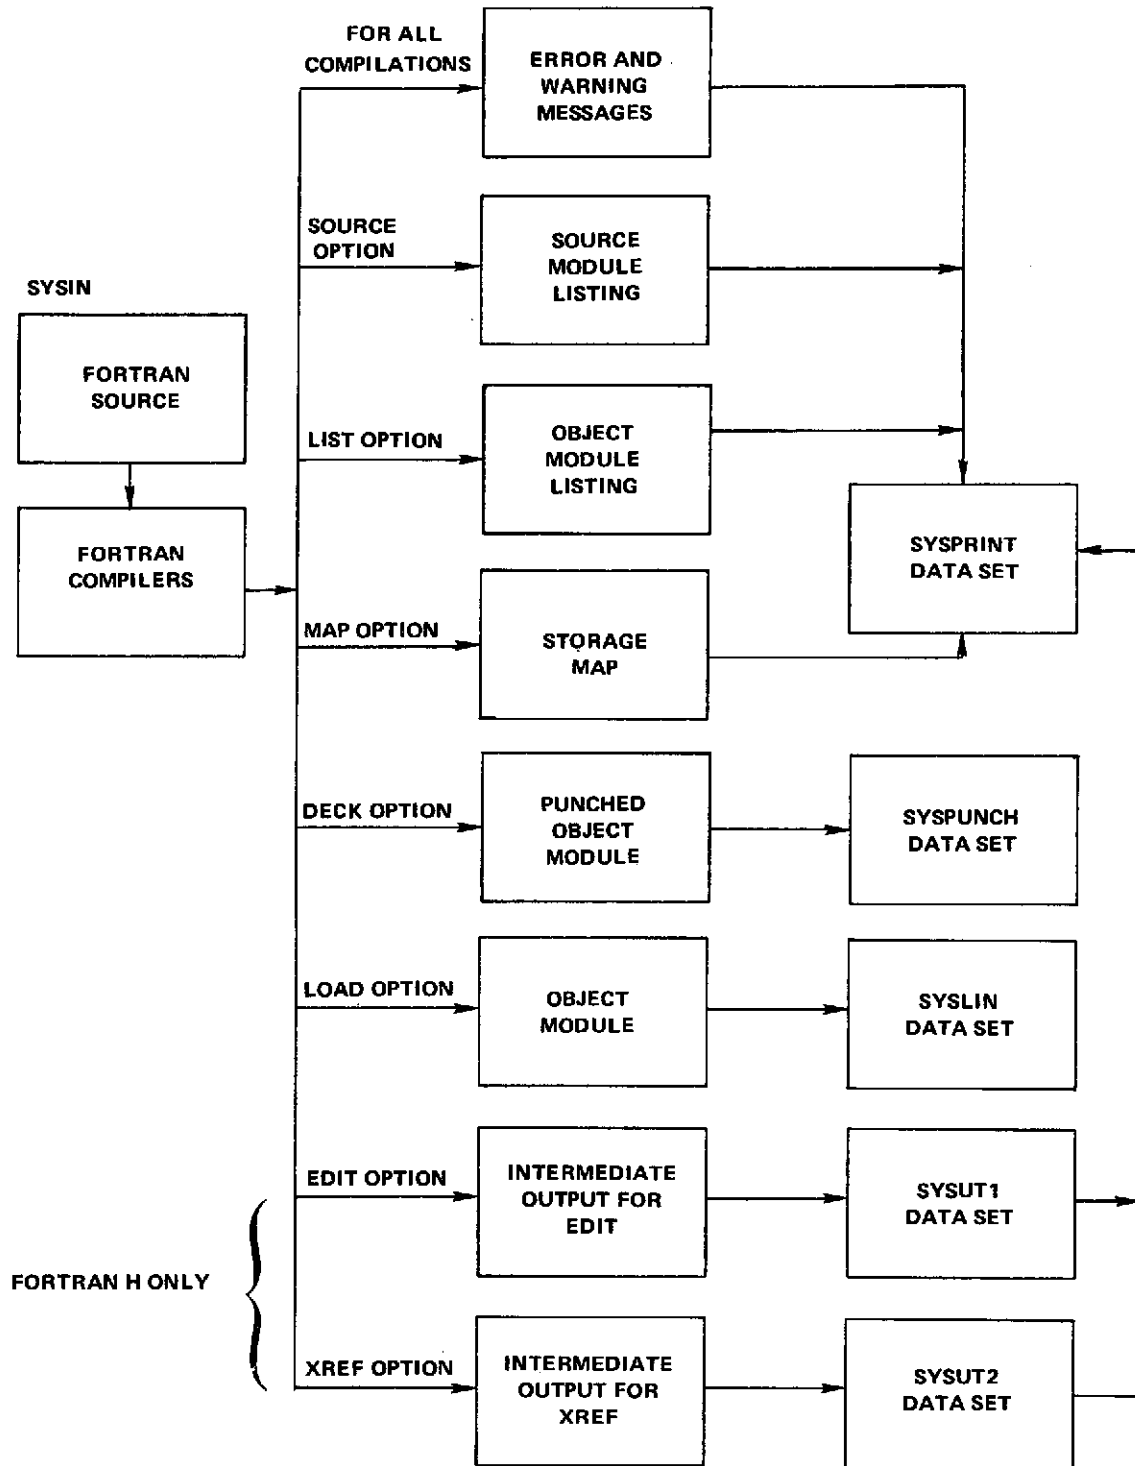 FOR ALL
COMPILATIONS
ERROR AND
WARNING
MESSAGES
SOURCE
OPTION
SOURCE
MODULE
LISTING
SYSIN
FORTRAN
SOURCE
LIST OPTION
OBJECT
MODULE
LISTING
FORTRAN
COMPILERS
SYSPRINT
DATA SET
MAP OPTION
STORAGE
MAP
DECK OPTION
PUNCHED
OBJECT
MODULE
SYSPUNCH
DATA SET
LOAD OPTION
OBJECT
MODULE
SYSLIN
DATA SET
EDIT OPTION
INTERMEDIATE
OUTPUT FOR
EDIT
SYSUT1
DATA SET
FORTRAN H ONLY
XREF OPTION
INTERMEDIATE
OUTPUT FOR
XREF
SYSUT2
DATA SET